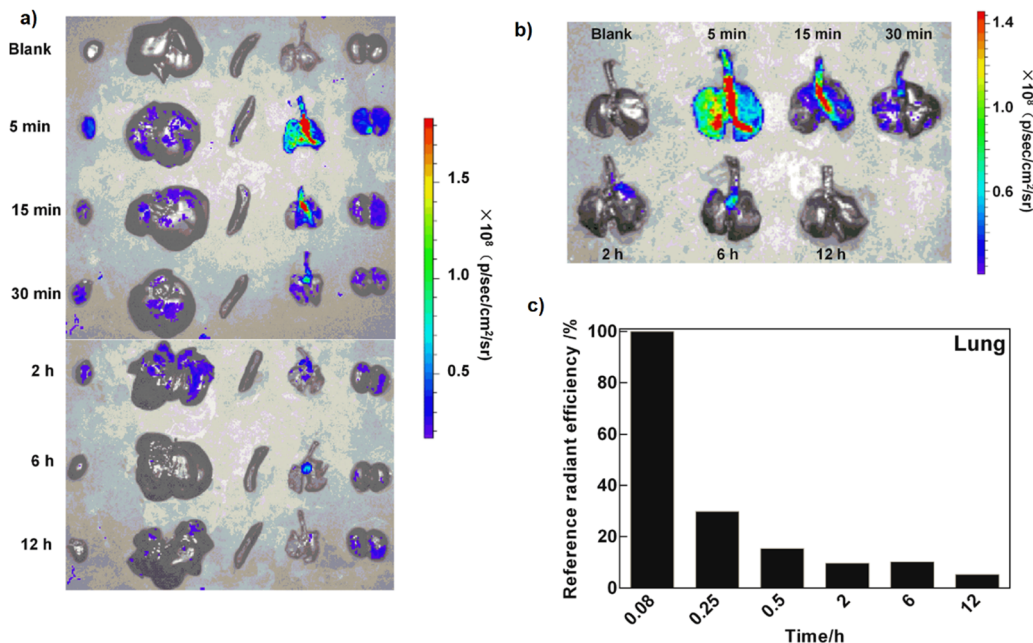 a)
Blank
5 min
15 min
30 min
2 h
6 h
12 h
1.5
1.0
0.5
×10⁸ (p/sec/cm²/sr)
b)
Blank 5 min 15 min 30 min
2 h 6 h 12 h
1.4
1.0
0.6
×10⁸ (p/sec/cm²/sr)
c)
Lung
Reference radiant efficiency /%
100
80
60
40
20
0
0.08 0.25 0.5 2 6 12
Time/h